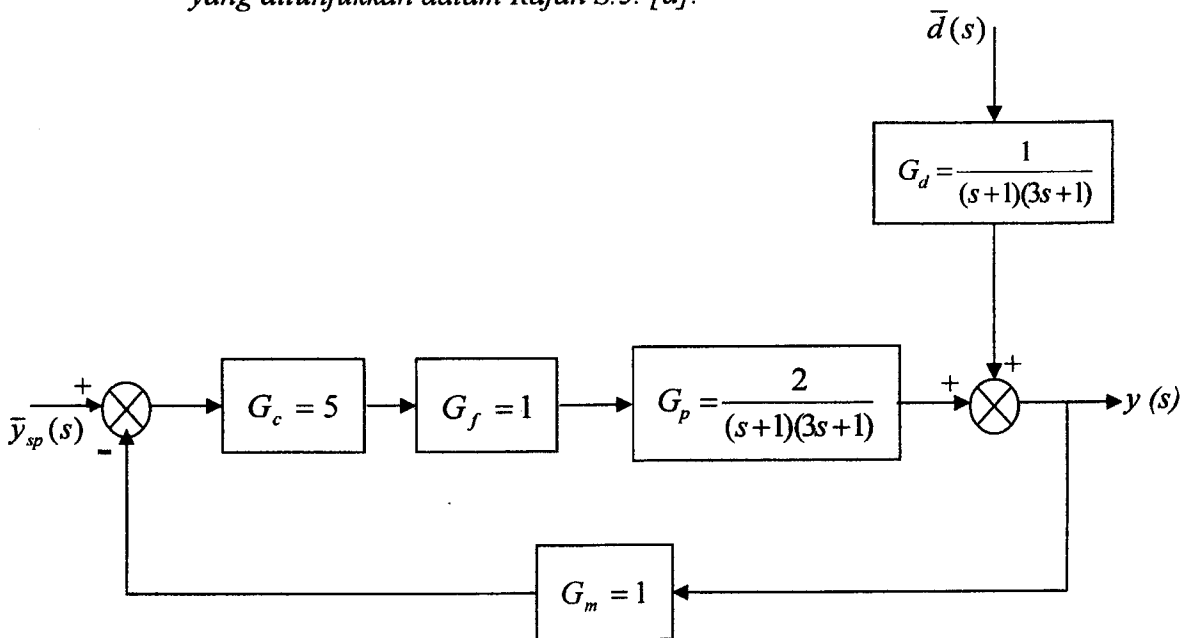 yang ditunjukkan dalam Rajah S.3. [a].
d̅(s)
G_d = 1/((s+1)(3s+1))
+
+ + 
y̅_sp(s)
-
G_c = 5
G_f = 1
G_p = 2/((s+1)(3s+1))
y (s)
G_m = 1